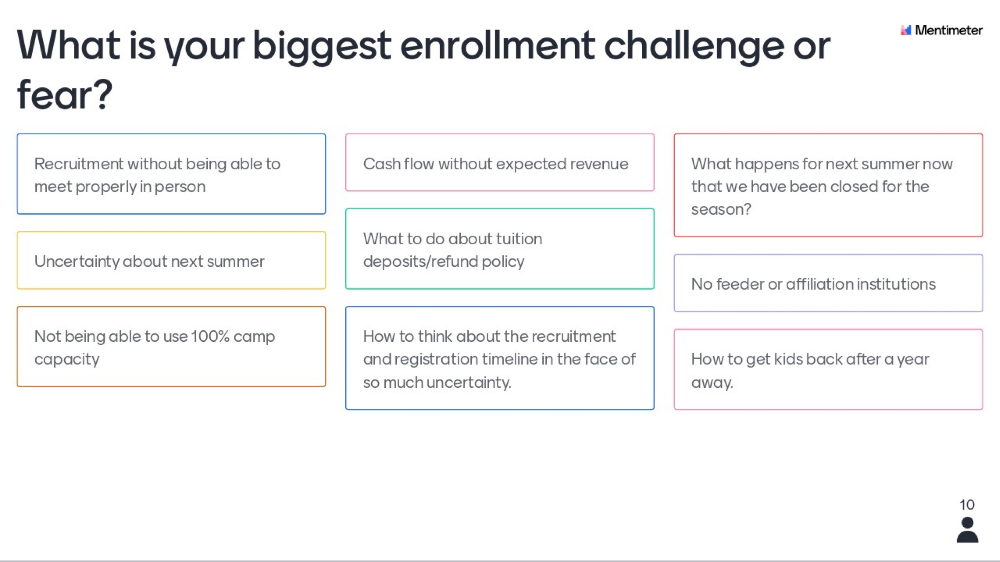 What is your biggest enrollment challenge or
fear?
Mentimeter
Recruitment without being able to
meet properly in person
Cash flow without expected revenue
What happens for next summer now
that we have been closed for the
season?
Uncertainty about next summer
What to do about tuition
deposits/refund policy
No feeder or affiliation institutions
Not being able to use 100% camp
capacity
How to think about the recruitment
and registration timeline in the face of
so much uncertainty.
How to get kids back after a year
away.
10